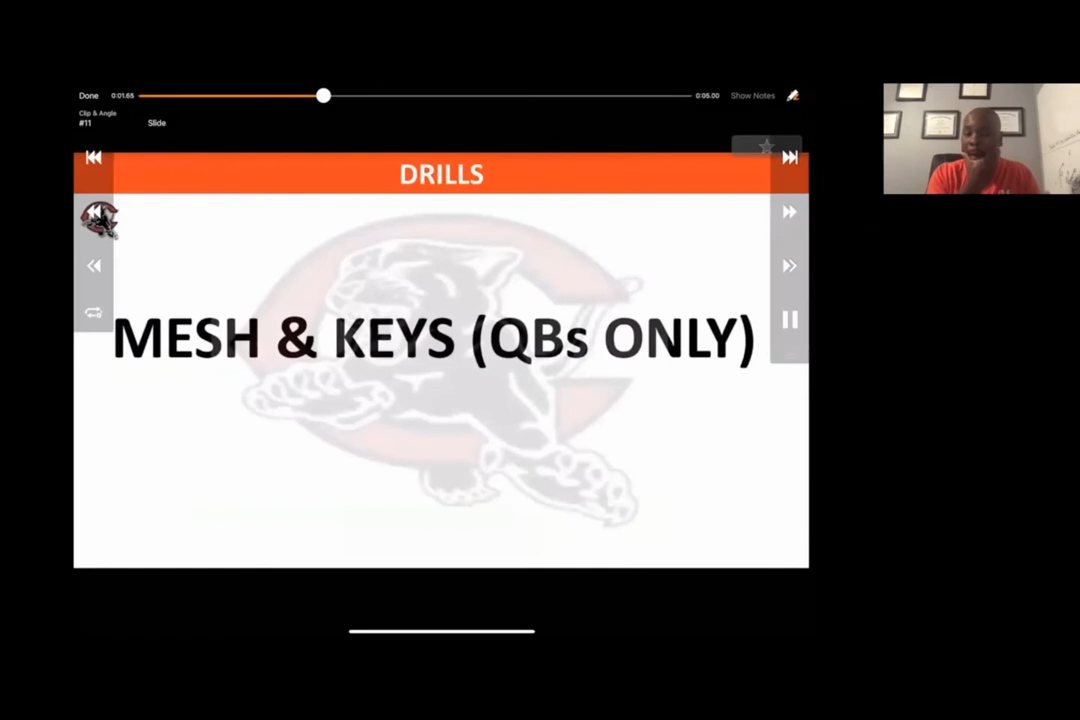 Done 0:01.65 0:05.00 Show Notes
Clip & Angle
#11 Slide
DRILLS
MESH & KEYS (QBs ONLY)